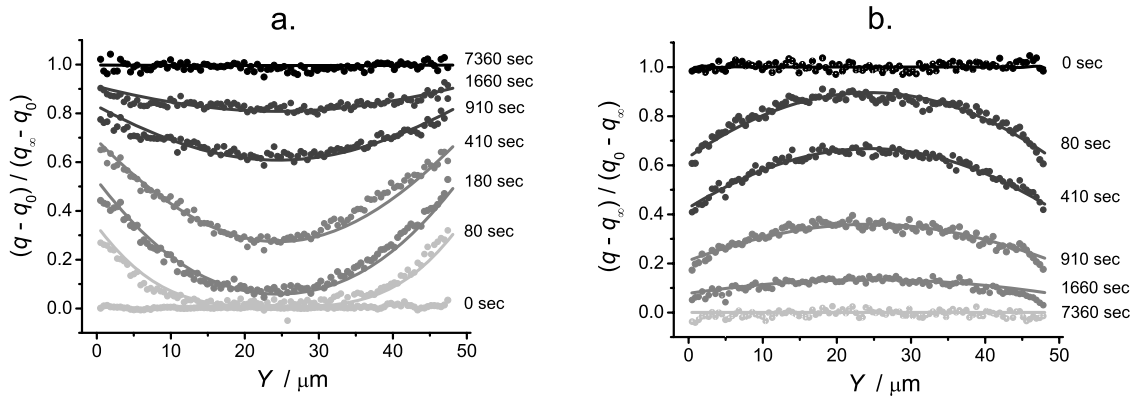 a.
(q - q₀) / (q∞ - q₀)
1.0
0.8
0.6
0.4
0.2
0.0
7360 sec
1660 sec
910 sec
410 sec
180 sec
80 sec
0 sec
0 10 20 30 40 50
Y / μm
b.
(q - q∞) / (q₀ - q∞)
1.0
0.8
0.6
0.4
0.2
0.0
0 sec
80 sec
410 sec
910 sec
1660 sec
7360 sec
0 10 20 30 40 50
Y / μm